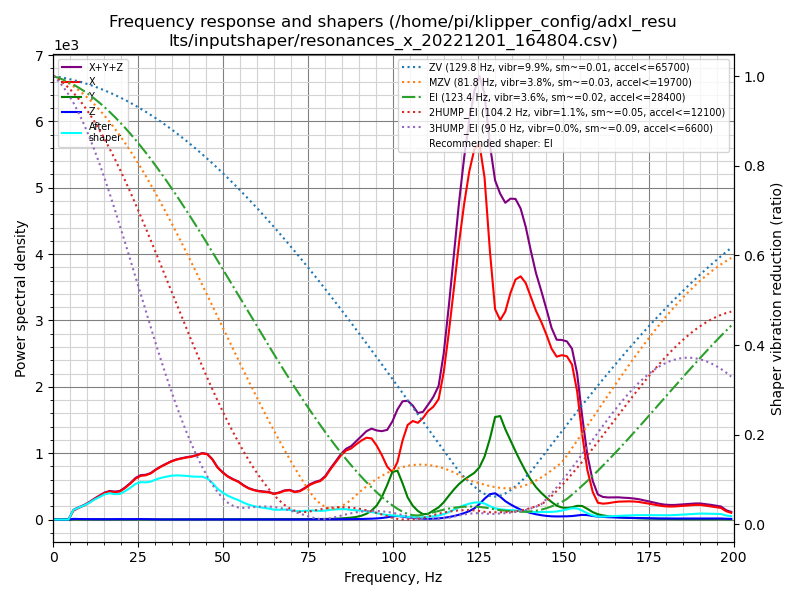 Frequency response and shapers (/home/pi/klipper_config/adxl_resu
lts/inputshaper/resonances_x_20221201_164804.csv)
1e3
X+Y+Z
X
Y
Z
After
shaper
ZV (129.8 Hz, vibr=9.9%, sm~=0.01, accel<=65700)
MZV (81.8 Hz, vibr=3.8%, sm~=0.03, accel<=19700)
EI (123.4 Hz, vibr=3.6%, sm~=0.02, accel<=28400)
2HUMP_EI (104.2 Hz, vibr=1.1%, sm~=0.05, accel<=12100)
3HUMP_EI (95.0 Hz, vibr=0.0%, sm~=0.09, accel<=6600)
Recommended shaper: EI
7
6
5
4
3
2
1
0
Power spectral density
1.0
0.8
0.6
0.4
0.2
0.0
Shaper vibration reduction (ratio)
0 25 50 75 100 125 150 175 200
Frequency, Hz